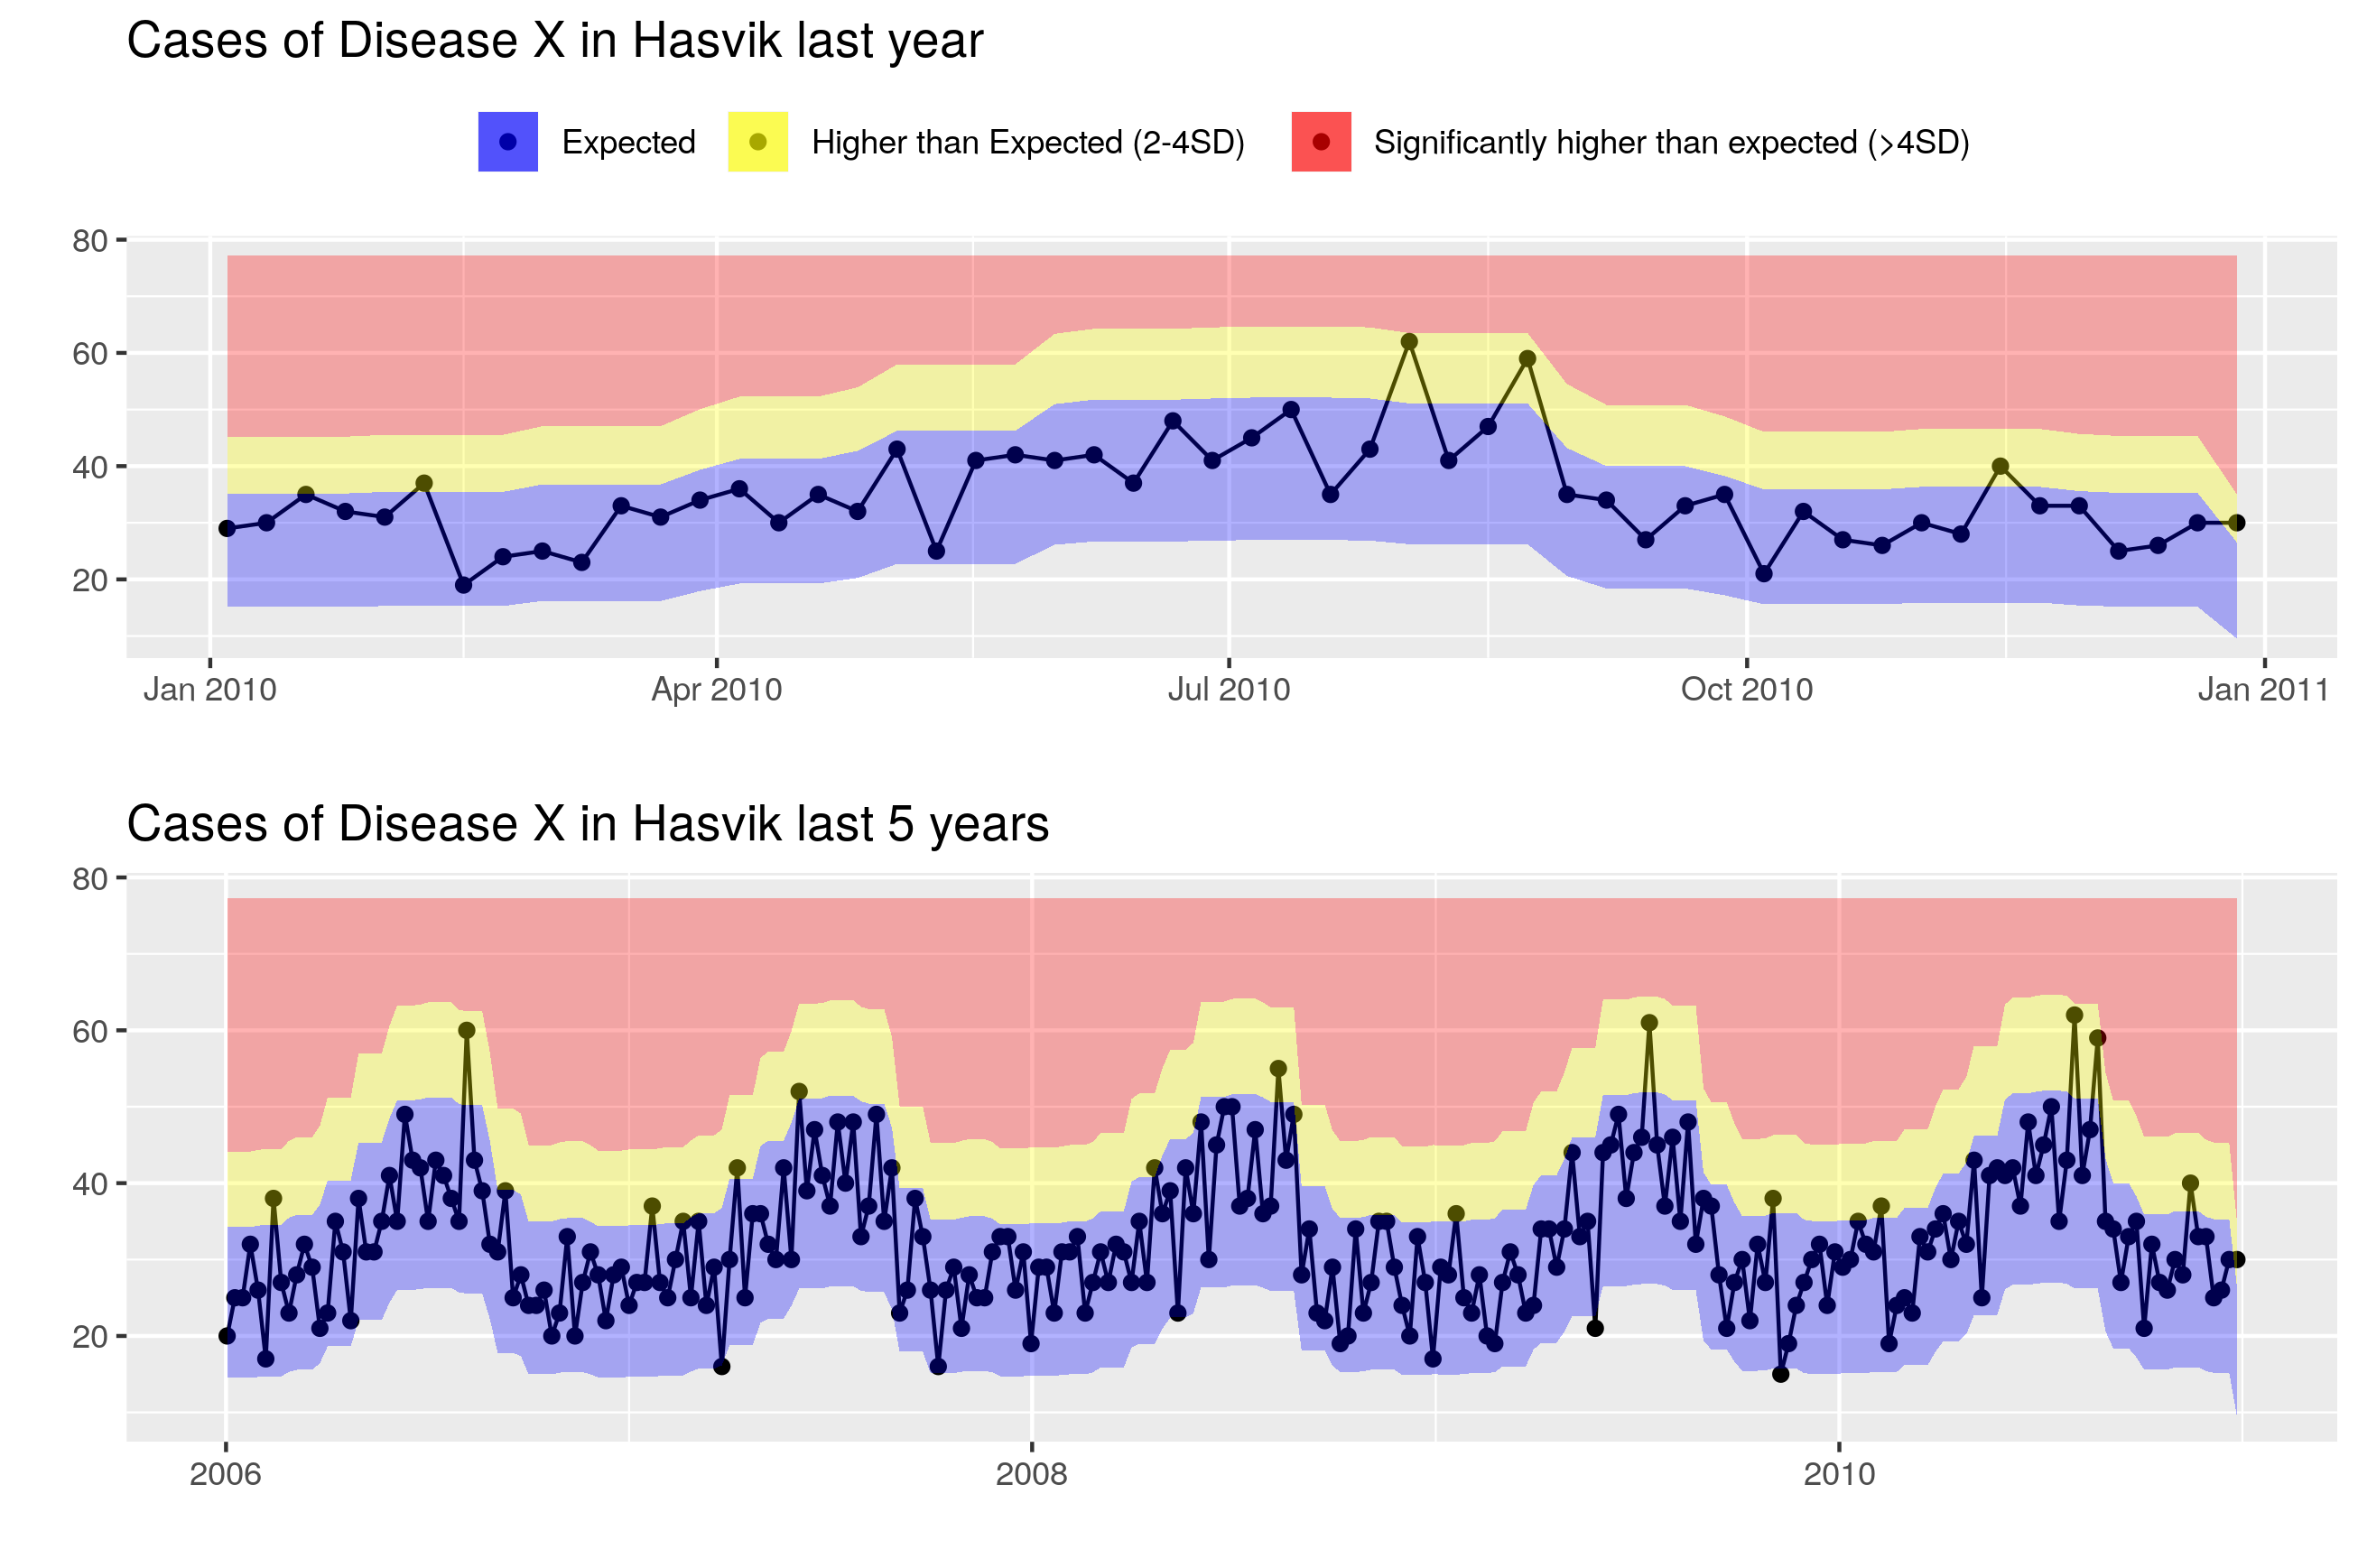 Cases of Disease X in Hasvik last year
Expected Higher than Expected (2-4SD) Significantly higher than expected (>4SD)
80
60
40
20
Jan 2010 Apr 2010 Jul 2010 Oct 2010 Jan 2011
Cases of Disease X in Hasvik last 5 years
80
60
40
20
2006 2008 2010